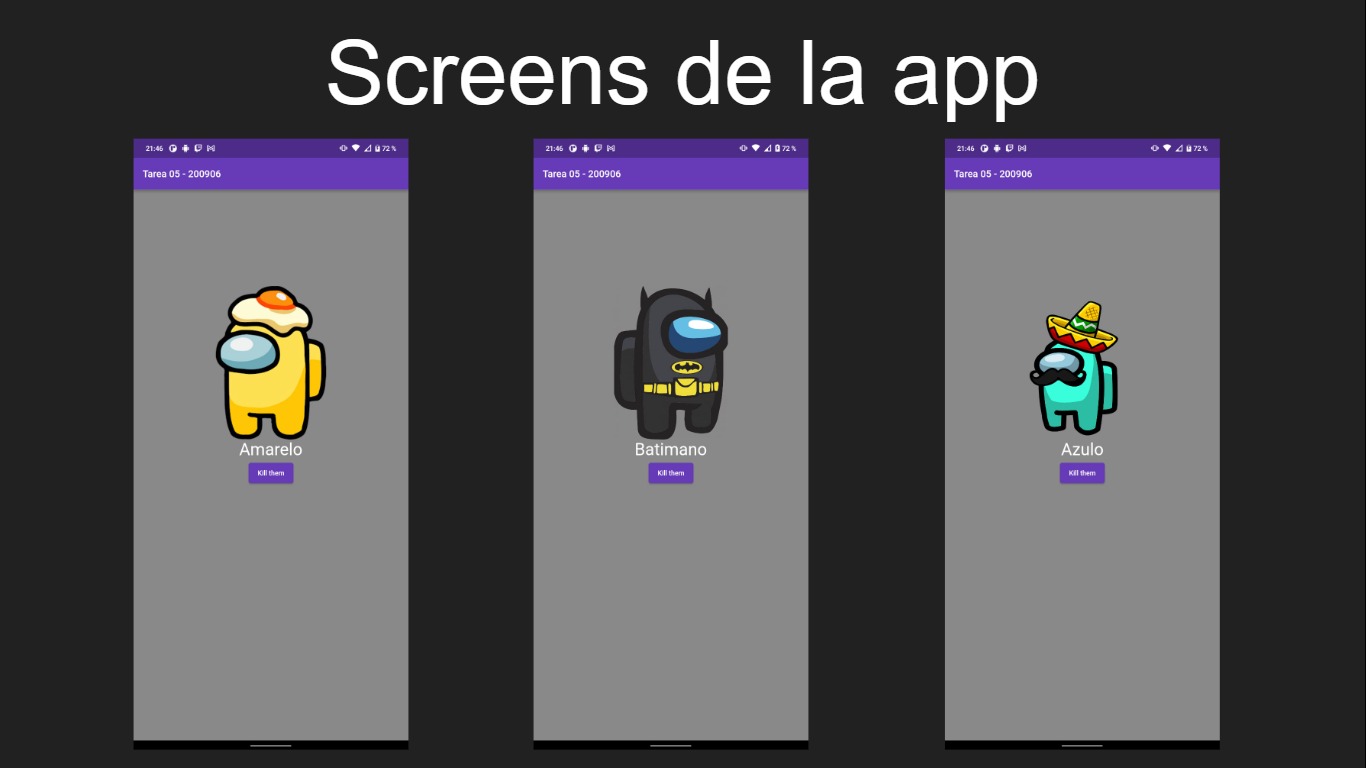 Screens de la app
21:46 72 %
Tarea 05 - 200906
Amarelo
Kill them
21:46 72 %
Tarea 05 - 200906
Batimano
Kill them
21:46 72 %
Tarea 05 - 200906
Azulo
Kill them